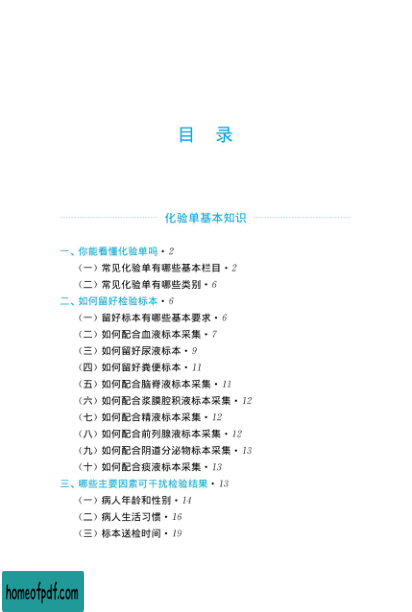 目 录
化验单基本知识
一、你能看懂化验单吗·2
（一）常见化验单有哪些基本栏目·2
（二）常见化验单有哪些类别·6
二、如何留好检验标本·6
（一）留好标本有哪些基本要求·6
（二）如何配合血液标本采集·7
（三）如何留好尿液标本·9
（四）如何留好粪便标本·11
（五）如何配合脑脊液标本采集·11
（六）如何配合浆膜腔积液标本采集·12
（七）如何配合精液标本采集·12
（八）如何配合前列腺液标本采集·12
（九）如何配合阴道分泌物标本采集·13
（十）如何配合痰液标本采集·13
三、哪些主要因素可干扰检验结果·13
（一）病人年龄和性别·14
（二）病人生活习惯·16
（三）标本送检时间·19
homeofpdf.com